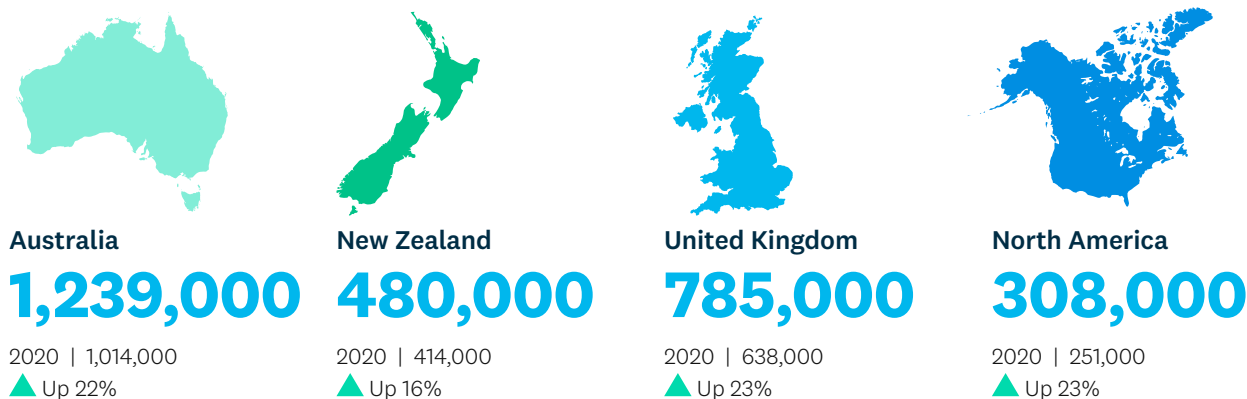 Australia
1,239,000
2020 | 1,014,000
Up 22%
New Zealand
480,000
2020 | 414,000
Up 16%
United Kingdom
785,000
2020 | 638,000
Up 23%
North America
308,000
2020 | 251,000
Up 23%